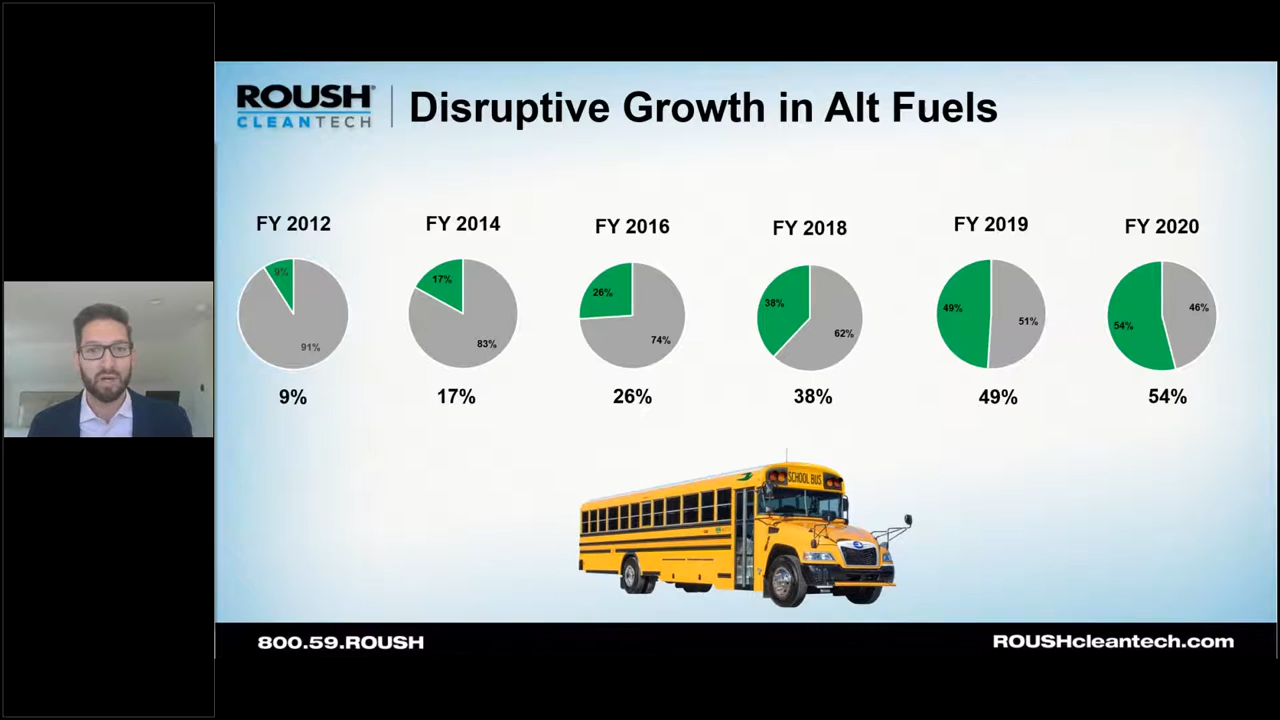 ROUSH
CLEANTECH
Disruptive Growth in Alt Fuels
FY 2012
FY 2014
FY 2016
FY 2018
FY 2019
FY 2020
9%
91%
17%
83%
26%
74%
38%
62%
49%
51%
54%
46%
9%
17%
26%
38%
49%
54%
SCHOOL BUS
800.59.ROUSH
ROUSHcleantech.com